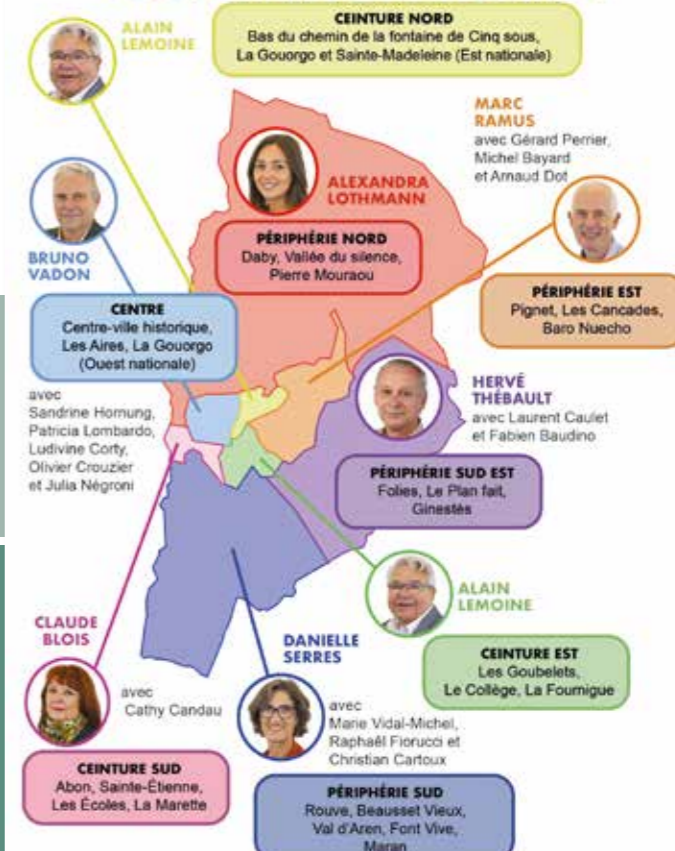 CEINTURE NORD
Bas du chemin de la fontaine de Cinq sous,
La Gouorgo et Sainte-Madeleine (Est nationale)
ALAIN
LEMOINE
MARC
RAMUS
avec Gérard Perrier,
Michel Bayard
et Arnaud Dot
ALEXANDRA
LOTHMANN
PÉRIPHÉRIE NORD
Daby, Vallée du silence,
Pierre Mouraou
BRUNO
VADON
CENTRE
Centre-ville historique,
Les Aires, La Gouorgo
(Ouest nationale)
avec
Sandrine Hornung,
Patricia Lombardo,
Ludivine Corty,
Olivier Crouzier
et Julia Négroni
PÉRIPHÉRIE EST
Pignet, Les Cancades,
Baro Nuecho
HERVÉ
THÉBAULT
avec Laurent Caulet
et Fabien Baudino
PÉRIPHÉRIE SUD EST
Folies, Le Plan fait,
Ginestés
ALAIN
LEMOINE
CEINTURE EST
Les Goubelets,
Le Collège, La Fournigue
CLAUDE
BLOIS
avec
Cathy Candau
CEINTURE SUD
Abon, Sainte-Étienne,
Les Écoles, La Marette
DANIELLE
SERRES
avec
Marie Vidal-Michel,
Raphaël Fiorucci et
Christian Cartoux
PÉRIPHÉRIE SUD
Rouve, Beausset Vieux,
Val d'Aren, Font Vive,
Maran